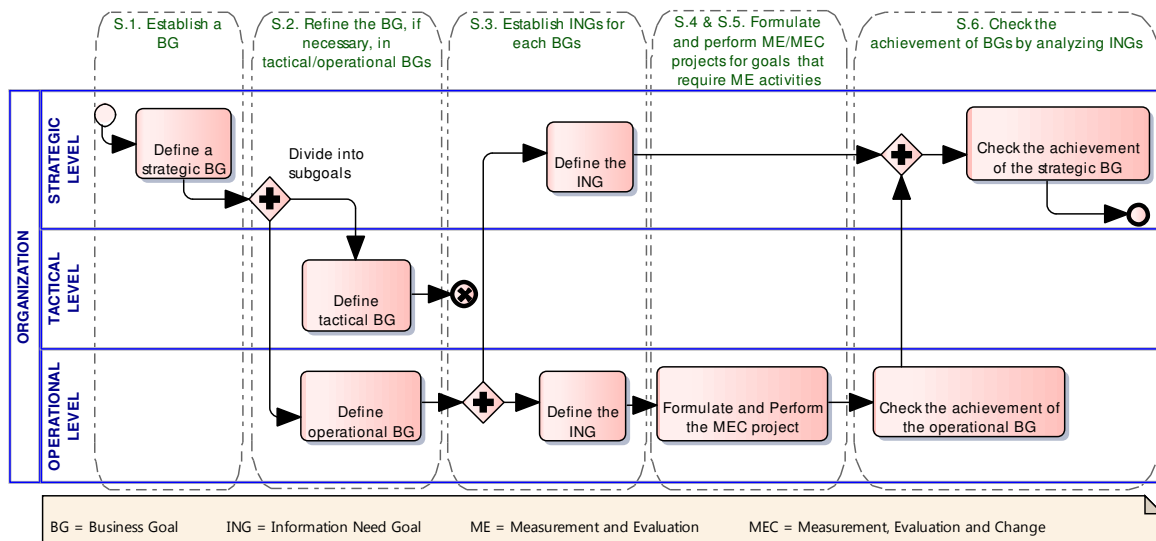 S.1. Establish a
BG
S.2. Refine the BG, if
necessary, in
tactical/operational BGs
S.3. Establish INGs for
each BGs
S.4 & S.5. Formulate
and perform ME/MEC
projects for goals that
require ME activities
S.6. Check the
achievement of BGs by analyzing INGs
ORGANIZATION
STRATEGIC
LEVEL
Define a
strategic BG
Divide into
subgoals
Define the
ING
Check the achievement
of the strategic BG
TACTICAL
LEVEL
Define
tactical BG
OPERATIONAL
LEVEL
Define
operational BG
Define the
ING
Formulate and Perform
the MEC project
Check the achievement of
the operational BG
BG = Business Goal
ING = Information Need Goal
ME = Measurement and Evaluation
MEC = Measurement, Evaluation and Change